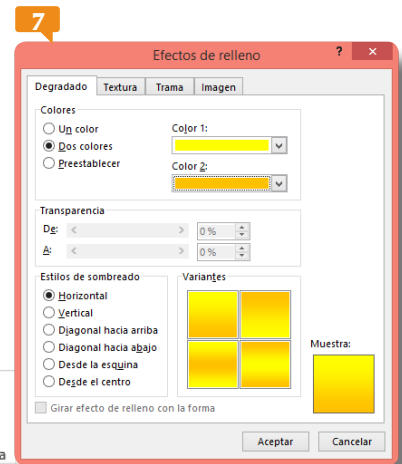 7
Efectos de relleno ? ×
Degradado Textura Trama Imagen
Colores
Un color
Dos colores
Preestablecer
Color 1:
Color 2:
Transparencia
De: < > 0 %
A: < > 0 %
Estilos de sombreado
Horizontal
Vertical
Diagonal hacia arriba
Diagonal hacia abajo
Desde la esquina
Desde el centro
Variantes
Muestra:
Girar efecto de relleno con la forma
Aceptar Cancelar
a